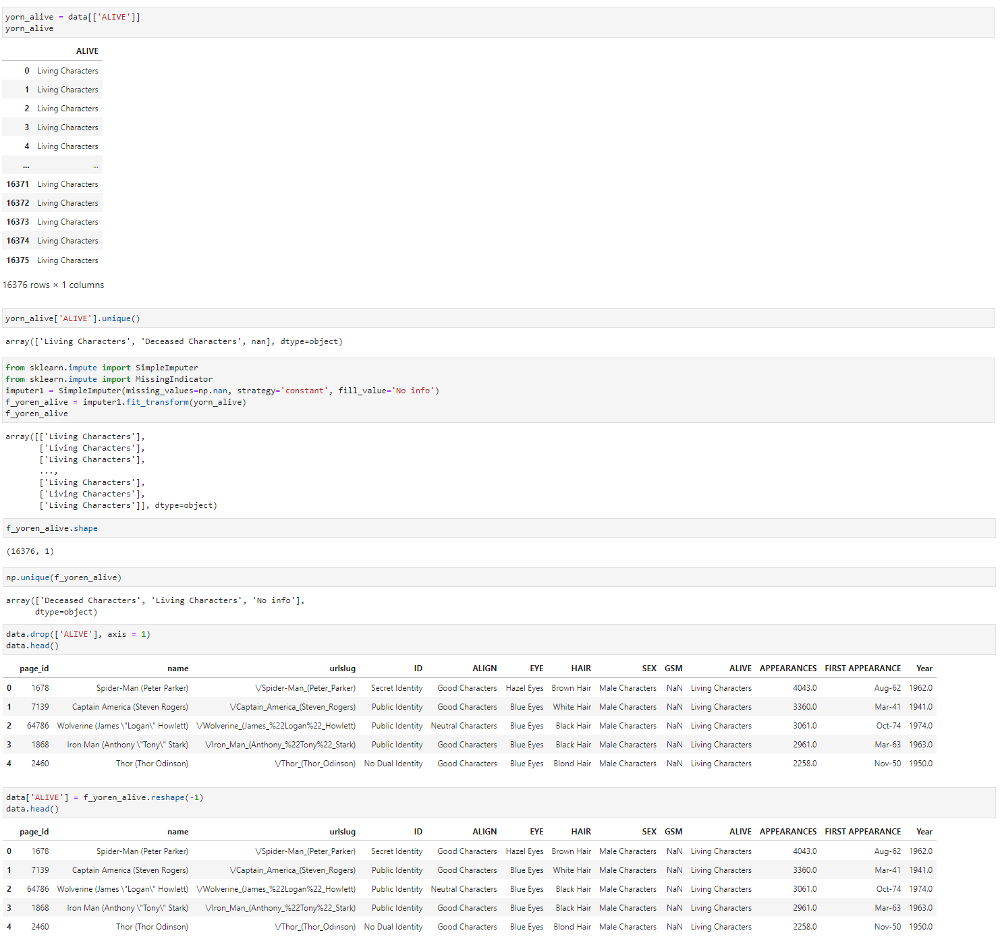 yorn_alive = data[['ALIVE']]
yorn_alive
ALIVE
0 Living Characters
1 Living Characters
2 Living Characters
3 Living Characters
4 Living Characters
... ...
16371 Living Characters
16372 Living Characters
16373 Living Characters
16374 Living Characters
16375 Living Characters
16376 rows × 1 columns
yorn_alive['ALIVE'].unique()
array(['Living Characters', 'Deceased Characters', nan], dtype=object)
from sklearn.impute import SimpleImputer
from sklearn.impute import MissingIndicator
imputer1 = SimpleImputer(missing_values=np.nan, strategy='constant', fill_value='No info')
f_yoren_alive = imputer1.fit_transform(yorn_alive)
f_yoren_alive
array([['Living Characters'],
['Living Characters'],
['Living Characters'],
...,
['Living Characters'],
['Living Characters'],
['Living Characters']], dtype=object)
f_yoren_alive.shape
(16376, 1)
np.unique(f_yoren_alive)
array(['Deceased Characters', 'Living Characters', 'No info'],
dtype=object)
data.drop(['ALIVE'], axis = 1)
data.head()
page_id name urlslug ID ALIGN EYE HAIR SEX GSM ALIVE APPEARANCES FIRST APPEARANCE Year
0 1678 Spider-Man (Peter Parker) \/Spider-Man_(Peter_Parker) Secret Identity Good Characters Hazel Eyes Brown Hair Male Characters NaN Living Characters 4043.0 Aug-62 1962.0
1 7139 Captain America (Steven Rogers) \/Captain_America_(Steven_Rogers) Public Identity Good Characters Blue Eyes White Hair Male Characters NaN Living Characters 3360.0 Mar-41 1941.0
2 64786 Wolverine (James \"Logan\" Howlett) \/Wolverine_(James_%22Logan%22_Howlett) Public Identity Neutral Characters Blue Eyes Black Hair Male Characters NaN Living Characters 3061.0 Oct-74 1974.0
3 1868 Iron Man (Anthony \"Tony\" Stark) \/Iron_Man_(Anthony_%22Tony%22_Stark) Public Identity Good Characters Blue Eyes Black Hair Male Characters NaN Living Characters 2961.0 Mar-63 1963.0
4 2460 Thor (Thor Odinson) \/Thor_(Thor_Odinson) No Dual Identity Good Characters Blue Eyes Blond Hair Male Characters NaN Living Characters 2258.0 Nov-50 1950.0
data['ALIVE'] = f_yoren_alive.reshape(-1)
data.head()
page_id name urlslug ID ALIGN EYE HAIR SEX GSM ALIVE APPEARANCES FIRST APPEARANCE Year
0 1678 Spider-Man (Peter Parker) \/Spider-Man_(Peter_Parker) Secret Identity Good Characters Hazel Eyes Brown Hair Male Characters NaN Living Characters 4043.0 Aug-62 1962.0
1 7139 Captain America (Steven Rogers) \/Captain_America_(Steven_Rogers) Public Identity Good Characters Blue Eyes White Hair Male Characters NaN Living Characters 3360.0 Mar-41 1941.0
2 64786 Wolverine (James \"Logan\" Howlett) \/Wolverine_(James_%22Logan%22_Howlett) Public Identity Neutral Characters Blue Eyes Black Hair Male Characters NaN Living Characters 3061.0 Oct-74 1974.0
3 1868 Iron Man (Anthony \"Tony\" Stark) \/Iron_Man_(Anthony_%22Tony%22_Stark) Public Identity Good Characters Blue Eyes Black Hair Male Characters NaN Living Characters 2961.0 Mar-63 1963.0
4 2460 Thor (Thor Odinson) \/Thor_(Thor_Odinson) No Dual Identity Good Characters Blue Eyes Blond Hair Male Characters NaN Living Characters 2258.0 Nov-50 1950.0